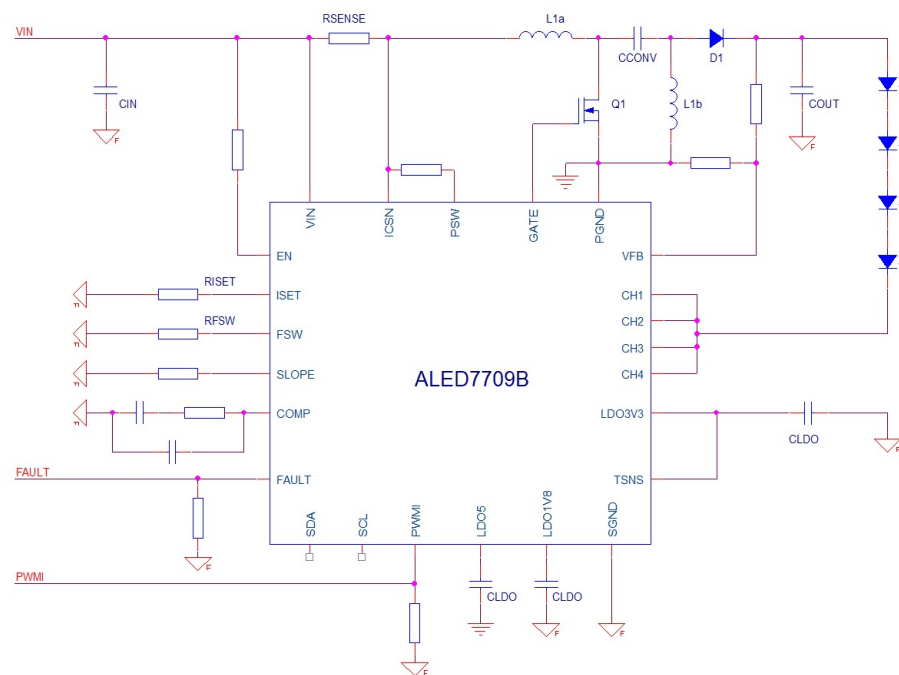 VIN
RSENSE
L1a
CCONV
D1
CIN
Q1
L1b
COUT
F
F
VIN
ICSN
PSW
GATE
PGND
EN
VFB
RISET
ISET
CH1
F
CH2
RFSW
FSW
CH3
F
SLOPE
ALED7709B
CH4
F
COMP
LDO3V3
F
CLDO
F
FAULT
FAULT
TSNS
SDA
SCL
PWMI
LDO5
LDO1V8
SGND
F
PWMI
CLDO
CLDO
F
F
F